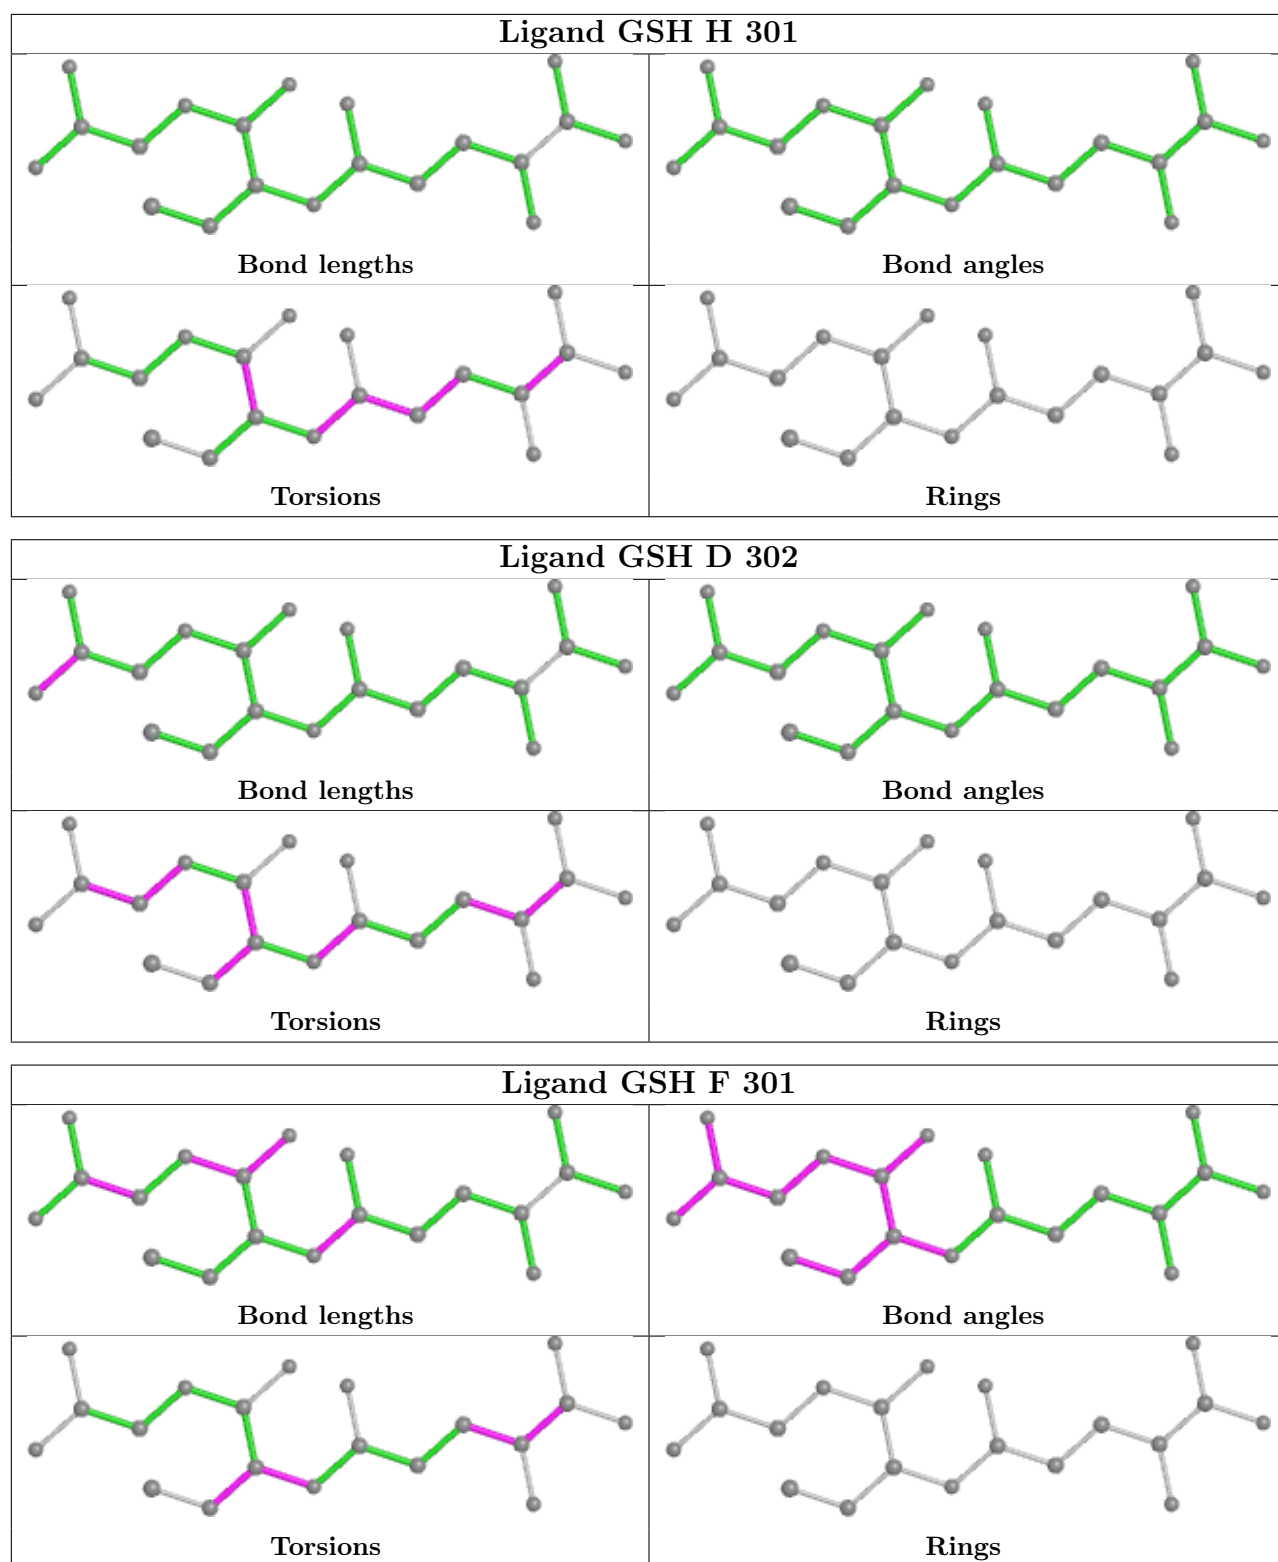 Ligand GSH H 301
Bond lengths
Bond angles
Torsions
Rings
Ligand GSH D 302
Bond lengths
Bond angles
Torsions
Rings
Ligand GSH F 301
Bond lengths
Bond angles
Torsions
Rings